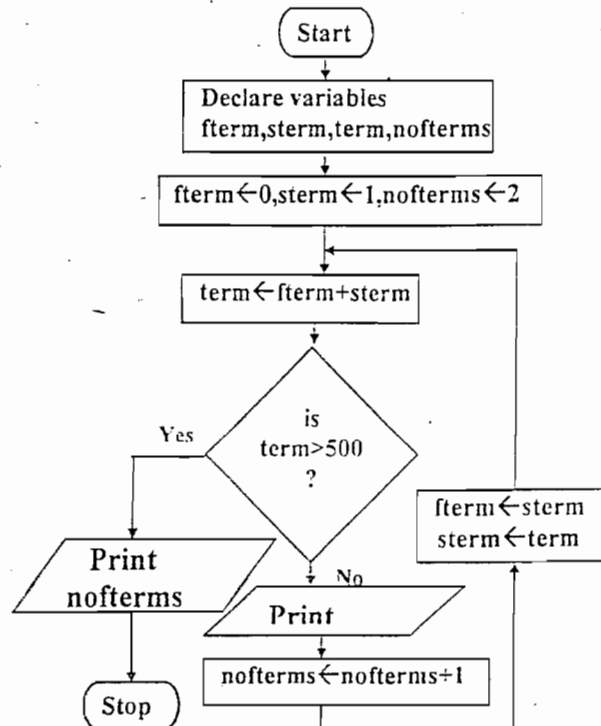 Start
Declare variables
fterm,sterm,term,nofterms
fterm←0,sterm←1,nofterms←2
term←fterm+sterm
is
term>500
?
Yes
No
fterm←sterm
sterm←term
Print
nofterms
Print
nofterms←nofterms+1
Stop